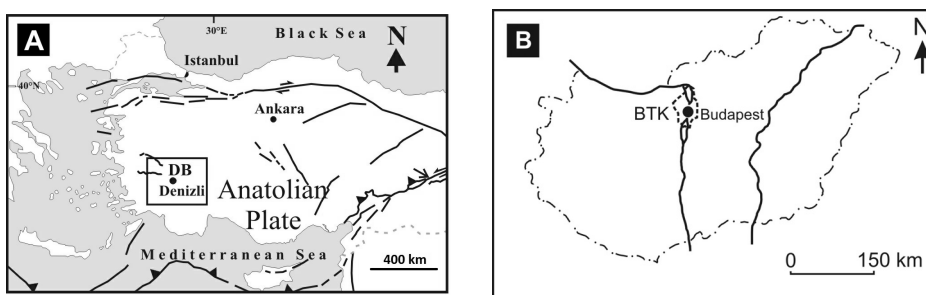 A
30°E
Black Sea
N
Istanbul
40°N
Ankara
DB
Denizli
Anatolian
Plate
Mediterranean Sea
400 km
B
N
BTK
Budapest
0 150 km